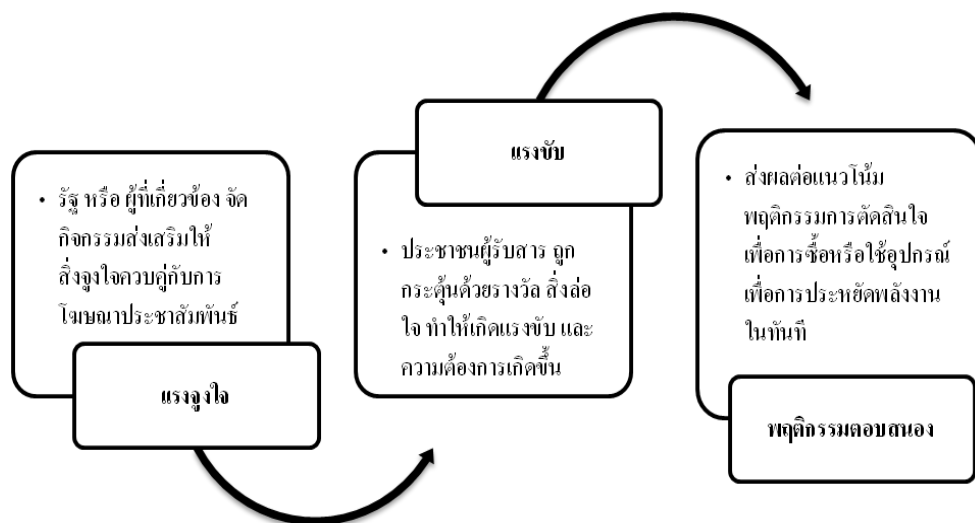 • รัฐ หรือ ผู้ที่เกี่ยวข้อง จัด
กิจกรรมส่งเสริมให้
สิ่งจูงใจควบคู่กับการ
โฆษณาประชาสัมพันธ์
แรงจูงใจ
แรงขับ
• ประชาชนผู้รับสาร ถูก
กระตุ้นด้วยรางวัล สิ่งล่อ
ใจ ทำให้เกิดแรงขับ และ
ความต้องการเกิดขึ้น
• ส่งผลต่อแนวโน้ม
พฤติกรรมการตัดสินใจ
เพื่อการซื้อหรือใช้อุปกรณ์
เพื่อการประหยัดพลังงาน
ในทันที
พฤติกรรมตอบสนอง